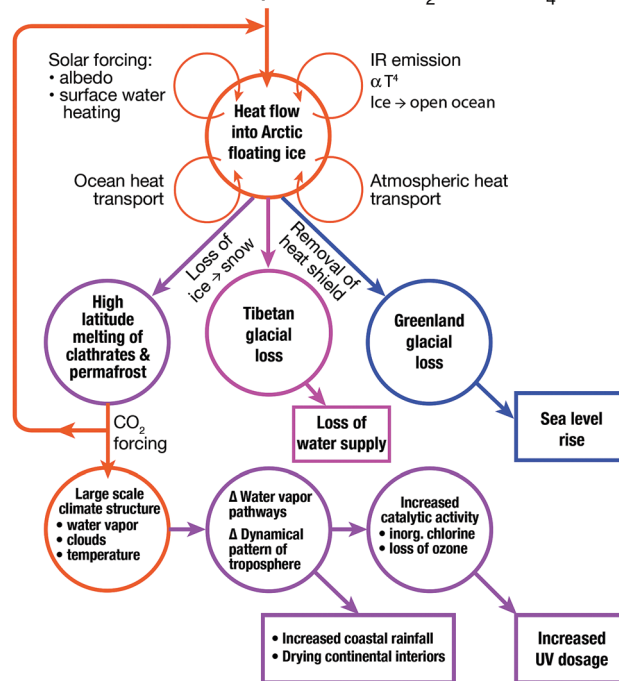 2
4
Solar forcing:
• albedo
• surface water
heating
IR emission
α T⁴
Ice → open ocean
Heat flow
into Arctic
floating ice
Ocean heat
transport
Atmospheric heat
transport
Loss of
ice → snow
Removal of
heat shield
High
latitude
melting of
clathrates &
permafrost
Tibetan
glacial
loss
Greenland
glacial
loss
CO₂
forcing
Loss of
water supply
Sea level
rise
Large scale
climate structure
• water vapor
• clouds
• temperature
Δ Water vapor
pathways
Δ Dynamical
pattern of
troposphere
Increased
catalytic activity
• inorg. chlorine
• loss of ozone
• Increased coastal rainfall
• Drying continental interiors
Increased
UV dosage